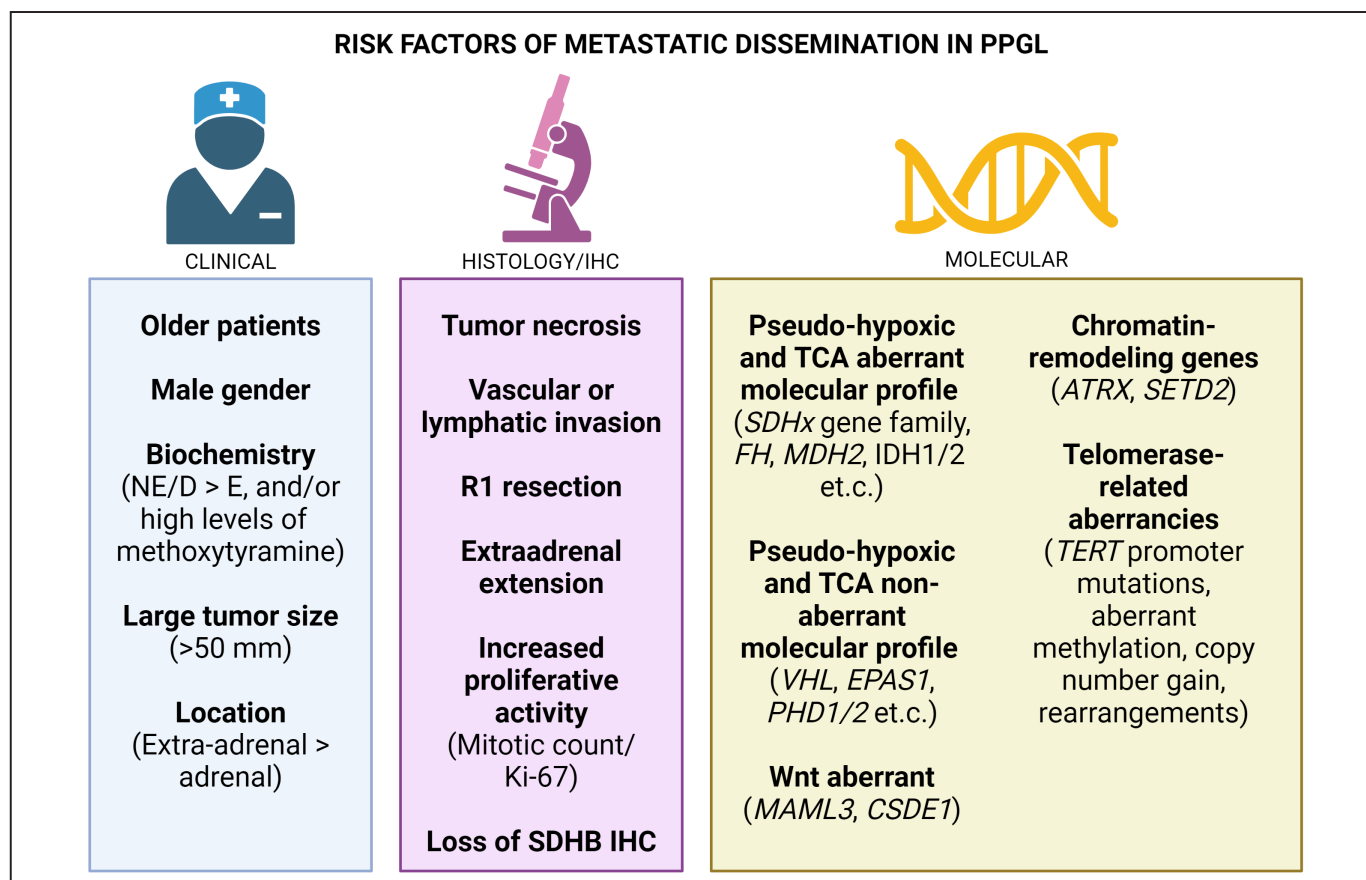 RISK FACTORS OF METASTATIC DISSEMINATION IN PPGL
CLINICAL
Older patients
Male gender
Biochemistry
(NE/D > E, and/or
high levels of
methoxytyramine)
Large tumor size
(>50 mm)
Location
(Extra-adrenal >
adrenal)
HISTOLOGY/IHC
Tumor necrosis
Vascular or
lymphatic invasion
R1 resection
Extraadrenal
extension
Increased
proliferative
activity
(Mitotic count/
Ki-67)
Loss of SDHB IHC
MOLECULAR
Pseudo-hypoxic
and TCA aberrant
molecular profile
(SDHx gene family,
FH, MDH2, IDH1/2
et.c.)
Pseudo-hypoxic
and TCA non-
aberrant
molecular profile
(VHL, EPAS1,
PHD1/2 et.c.)
Wnt aberrant
(MAML3, CSDE1)
Chromatin-
remodeling genes
(ATRX, SETD2)
Telomerase-
related
aberrancies
(TERT promoter
mutations,
aberrant
methylation, copy
number gain,
rearrangements)